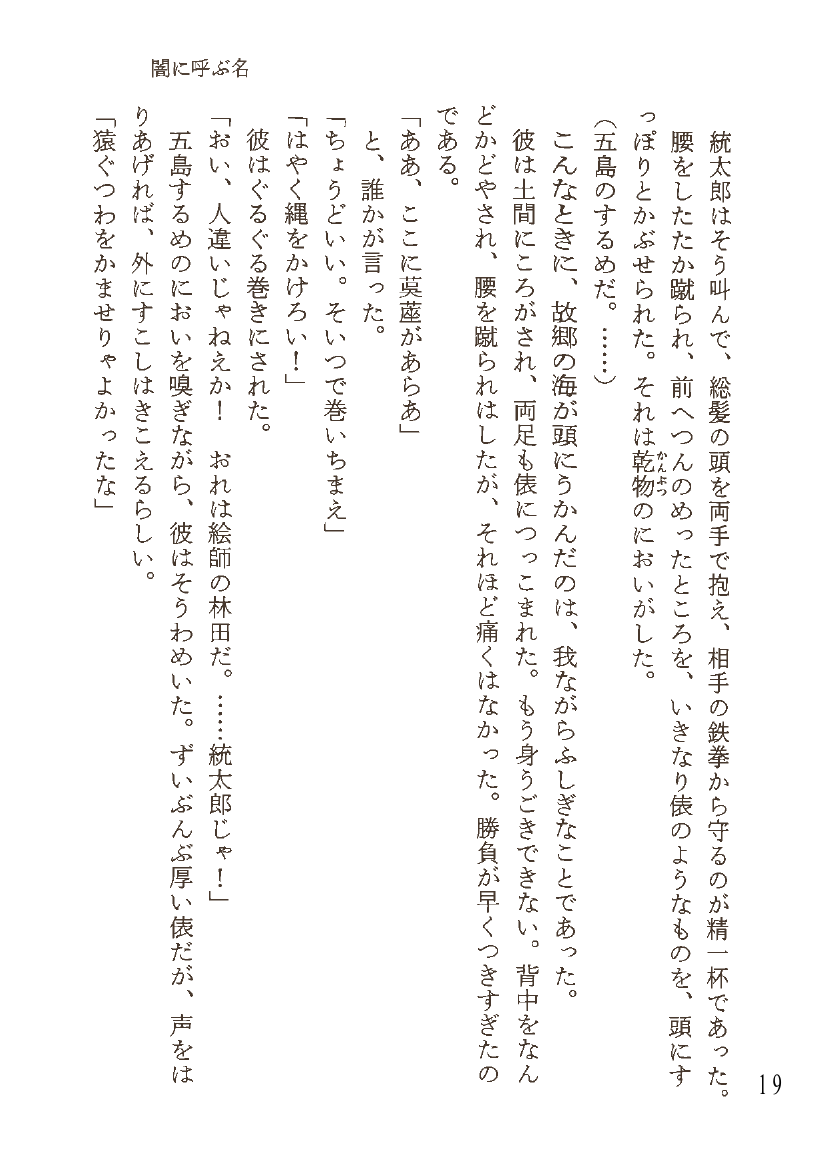 闇に呼ぶ名
統太郎はそう叫んで、総髪の頭を両手で抱え、相手の鉄拳から守るのが精一杯であった。
腰をしたたか蹴られ、前へつんのめったところを、いきなり俵のようなものを、頭にす
っぽりとかぶせられた。それは乾物のにおいがした。
かんぶつ
(五島のするめだ。……)
こんなときに、故郷の海が頭にうかんだのは、我ながらふしぎなことであった。
彼は土間にころがされ、両足も俵につっこまれた。もう身うごきできない。背中をなん
どかどやされ、腰を蹴られはしたが、それほど痛くはなかった。勝負が早くつきすぎたの
である。
「ああ、ここに茣蓙があらあ」
と、誰かが言った。
「ちょうどいい。そいつで巻いちまえ」
「はやく縄をかけろい！」
彼はぐるぐる巻きにされた。
「おい、人違いじゃねえか！　おれは絵師の林田だ。……統太郎じゃ！」
五島するめのにおいを嗅ぎながら、彼はそうわめいた。ずいぶんぶ厚い俵だが、声をは
りあげれば、外にすこしはきこえるらしい。
「猿ぐつわをかませりゃよかったな」
19